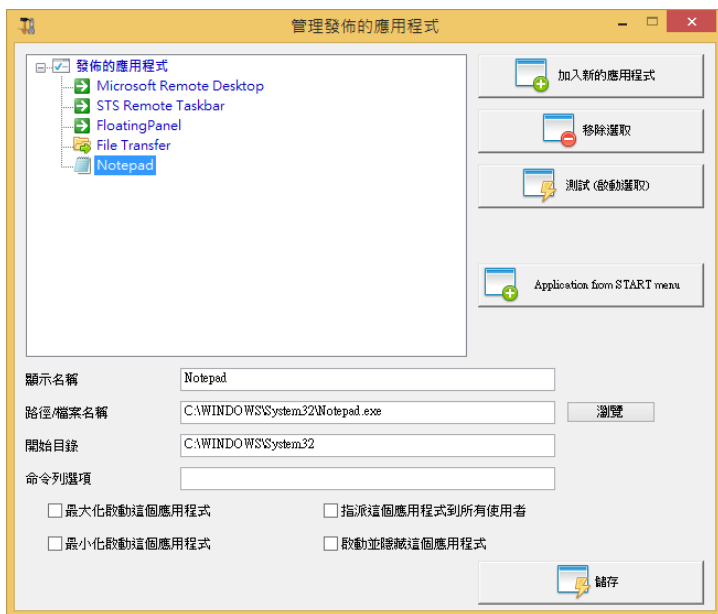 管理發佈的應用程式
發佈的應用程式
Microsoft Remote Desktop
STS Remote Taskbar
FloatingPanel
File Transfer
Notepad
加入新的應用程式
移除選取
測試 (啟動選取)
Application from START menu
顯示名稱 Notepad
路徑/檔案名稱 C:\WINDOWS\System32\Notepad.exe 瀏覽
開始目錄 C:\WINDOWS\System32
命令列選項
最大化啟動這個應用程式 指派這個應用程式到所有使用者
最小化啟動這個應用程式 啟動並隱藏這個應用程式
儲存